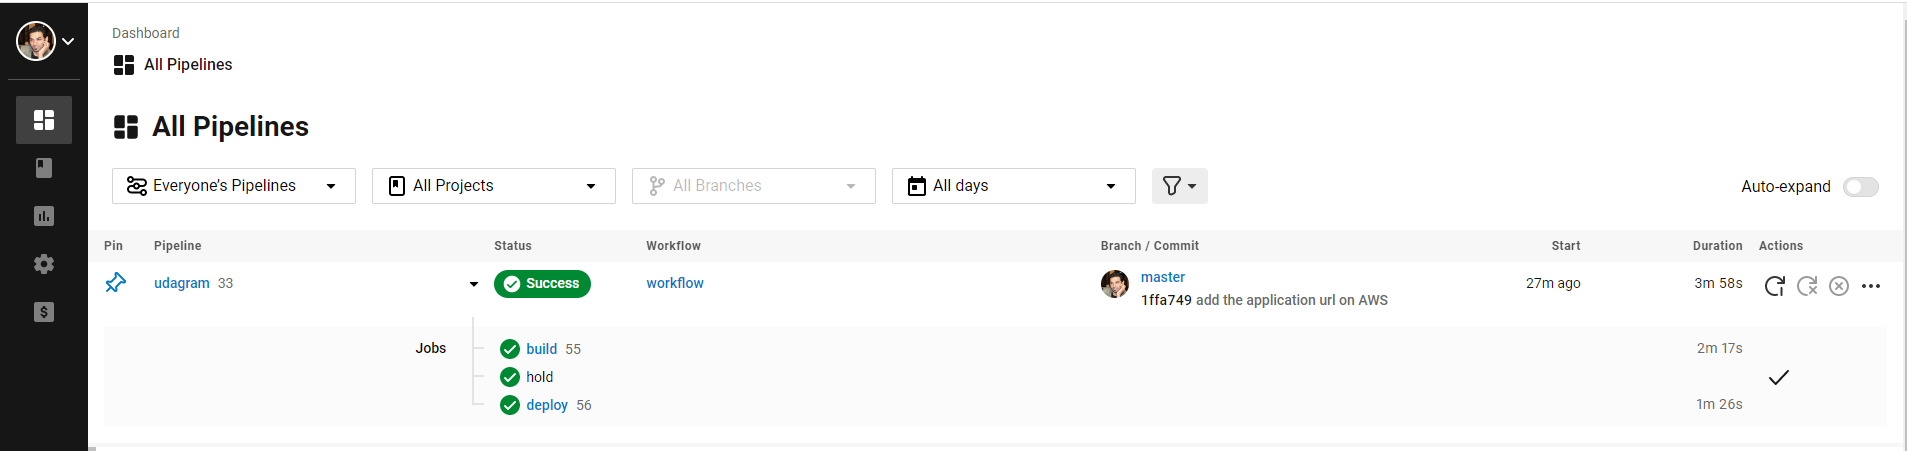 Dashboard
All Pipelines
All Pipelines
Everyone's Pipelines All Projects All Branches All days Auto-expand
Pin Pipeline Status Workflow Branch / Commit Start Duration Actions
udagram 33 Success workflow master 27m ago 3m 58s
1ffa749 add the application url on AWS
Jobs build 55 2m 17s
hold
deploy 56 1m 26s